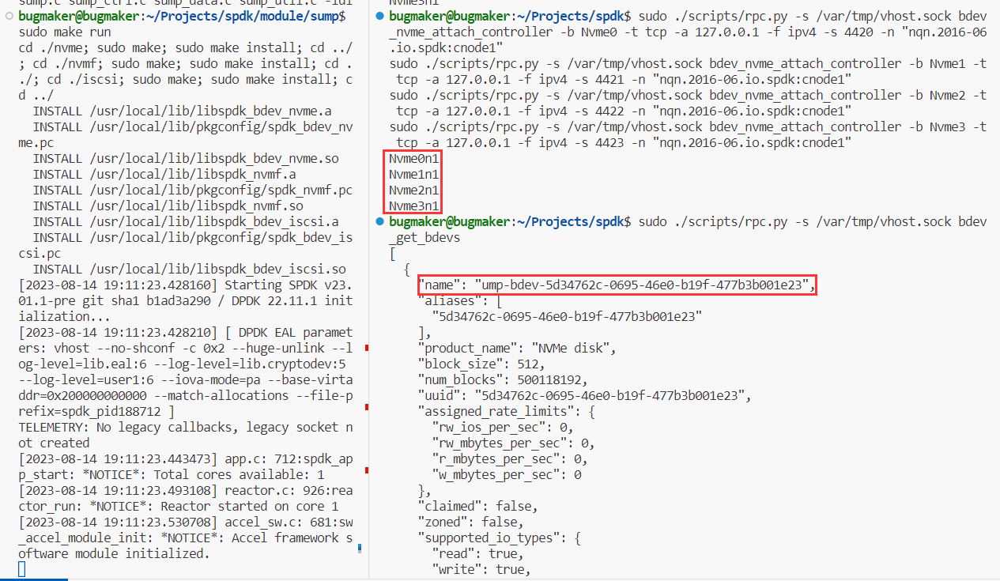 sump.c sump_ctrl.c sump_data.c sump_util.c
bugmaker@bugmaker:~/Projects/spdk/module/sump$
sudo make run
cd ./nvme; sudo make; sudo make install; cd ../
; cd ./nvmf; sudo make; sudo make install; cd .
./; cd ./iscsi; sudo make; sudo make install; c
d ../
INSTALL /usr/local/lib/libspdk_bdev_nvme.a
INSTALL /usr/local/lib/pkgconfig/spdk_bdev_nv
me.pc
INSTALL /usr/local/lib/libspdk_bdev_nvme.so
INSTALL /usr/local/lib/libspdk_nvmf.a
INSTALL /usr/local/lib/pkgconfig/spdk_nvmf.pc
INSTALL /usr/local/lib/libspdk_nvmf.so
INSTALL /usr/local/lib/libspdk_bdev_iscsi.a
INSTALL /usr/local/lib/pkgconfig/spdk_bdev_is
csi.pc
INSTALL /usr/local/lib/libspdk_bdev_iscsi.so
[2023-08-14 19:11:23.428160] Starting SPDK v23.
01.1-pre git sha1 b1ad3a290 / DPDK 22.11.1 init
ialization...
[2023-08-14 19:11:23.428210] [ DPDK EAL paramet
ers: vhost --no-shconf -c 0x2 --huge-unlink --l
og-level=lib.eal:6 --log-level=lib.cryptodev:5
--log-level=user1:6 --iova-mode=pa --base-virta
ddr=0x200000000000 --match-allocations --file-p
refix=spdk_pid188712 ]
TELEMETRY: No legacy callbacks, legacy socket n
ot created
[2023-08-14 19:11:23.443473] app.c: 712:spdk_ap
p_start: *NOTICE*: Total cores available: 1
[2023-08-14 19:11:23.493108] reactor.c: 926:rea
ctor_run: *NOTICE*: Reactor started on core 1
[2023-08-14 19:11:23.530708] accel_sw.c: 681:sw
_accel_module_init: *NOTICE*: Accel framework s
oftware module initialized.
Nvme3n1
bugmaker@bugmaker:~/Projects/spdk$ sudo ./scripts/rpc.py -s /var/tmp/vhost.sock bdev
_nvme_attach_controller -b Nvme0 -t tcp -a 127.0.0.1 -f ipv4 -s 4420 -n "nqn.2016-06
.io.spdk:cnode1"
sudo ./scripts/rpc.py -s /var/tmp/vhost.sock bdev_nvme_attach_controller -b Nvme1 -t
tcp -a 127.0.0.1 -f ipv4 -s 4421 -n "nqn.2016-06.io.spdk:cnode1"
sudo ./scripts/rpc.py -s /var/tmp/vhost.sock bdev_nvme_attach_controller -b Nvme2 -t
tcp -a 127.0.0.1 -f ipv4 -s 4422 -n "nqn.2016-06.io.spdk:cnode1"
sudo ./scripts/rpc.py -s /var/tmp/vhost.sock bdev_nvme_attach_controller -b Nvme3 -t
tcp -a 127.0.0.1 -f ipv4 -s 4423 -n "nqn.2016-06.io.spdk:cnode1"
Nvme0n1
Nvme1n1
Nvme2n1
Nvme3n1
bugmaker@bugmaker:~/Projects/spdk$ sudo ./scripts/rpc.py -s /var/tmp/vhost.sock bdev
_get_bdevs
[
{
"name": "ump-bdev-5d34762c-0695-46e0-b19f-477b3b001e23",
"aliases": [
"5d34762c-0695-46e0-b19f-477b3b001e23"
],
"product_name": "NVMe disk",
"block_size": 512,
"num_blocks": 500118192,
"uuid": "5d34762c-0695-46e0-b19f-477b3b001e23",
"assigned_rate_limits": {
"rw_ios_per_sec": 0,
"rw_mbytes_per_sec": 0,
"r_mbytes_per_sec": 0,
"w_mbytes_per_sec": 0
},
"claimed": false,
"zoned": false,
"supported_io_types": {
"read": true,
"write": true,